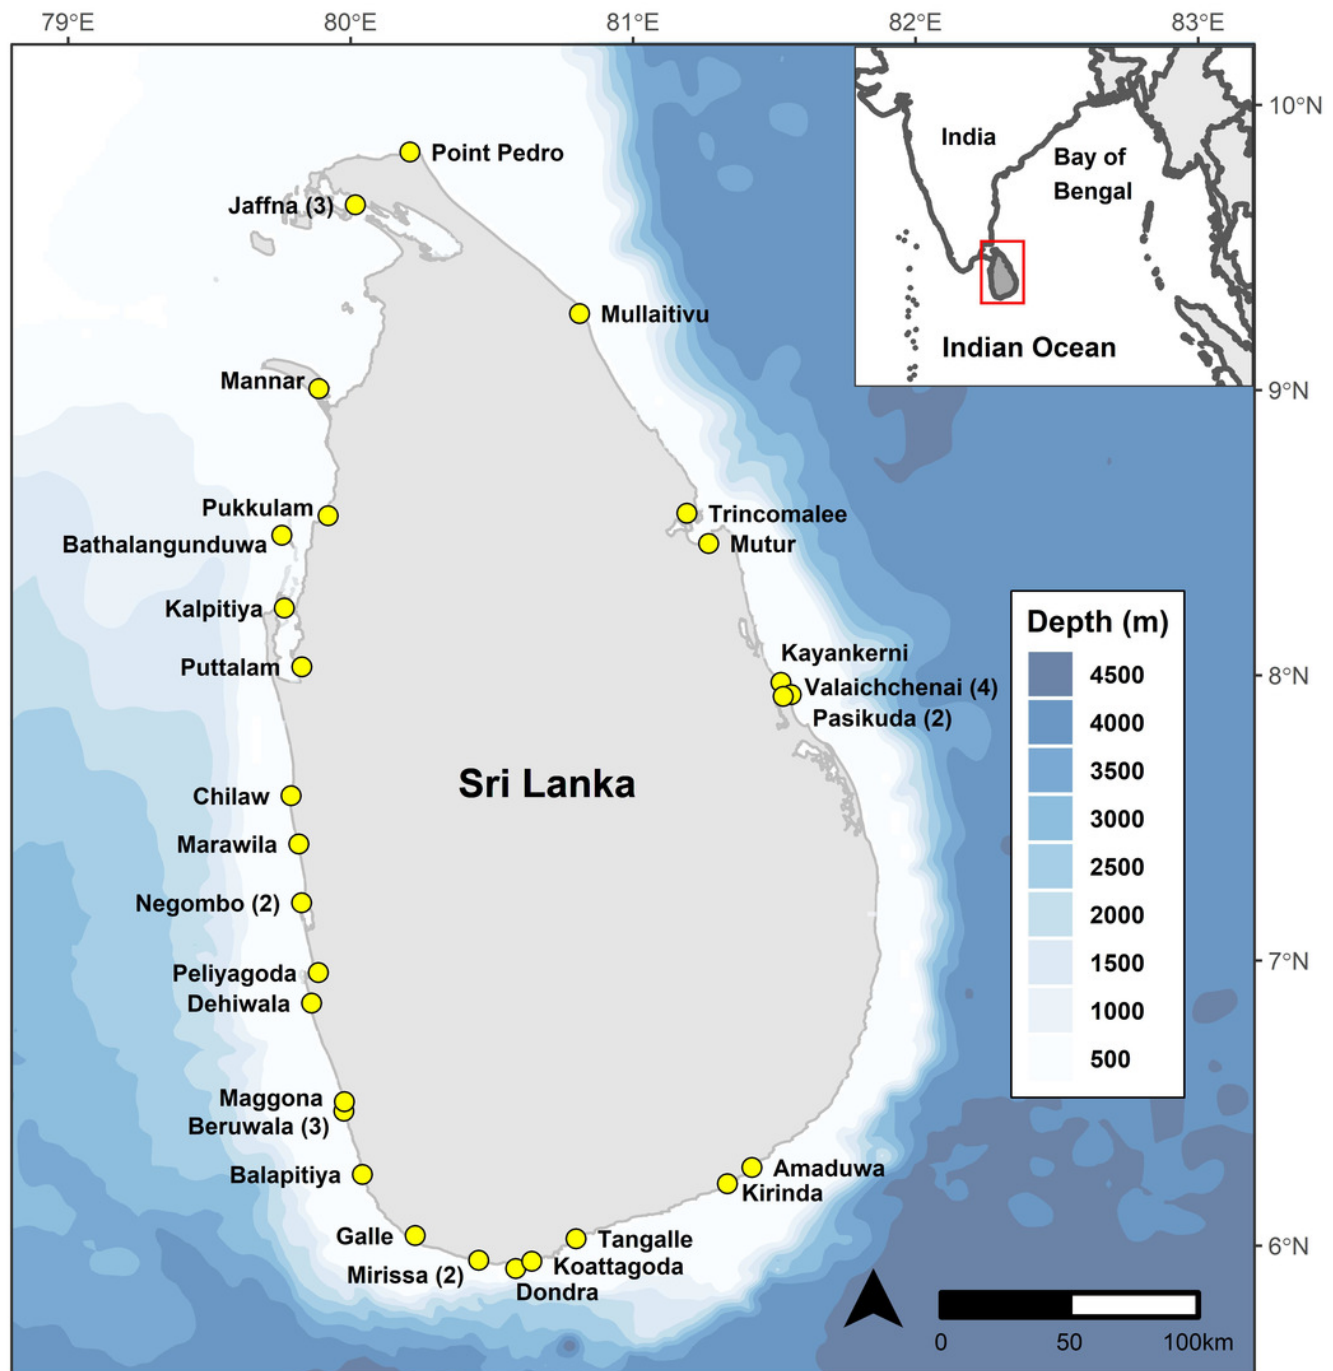 79°E
80°E
81°E
82°E
83°E
10°N
India
Bay of
Bengal
Point Pedro
Jaffna (3)
Mullaitivu
Indian Ocean
Mannar
9°N
Pukkulam
Trincomalee
Bathalangunduwa
Mutur
Kalpitiya
Depth (m)
Kayankerni
Puttalam
8°N
4500
Valaichchenai (4)
Pasikuda (2)
4000
Sri Lanka
3500
Chilaw
3000
Marawila
2500
Negombo (2)
2000
7°N
1500
Peliyagoda
Dehiwala
1000
500
Maggona
Beruwala (3)
Balapitiya
Amaduwa
Kirinda
Galle
Tangalle
6°N
Mirissa (2)
Koattagoda
Dondra
0
50
100km